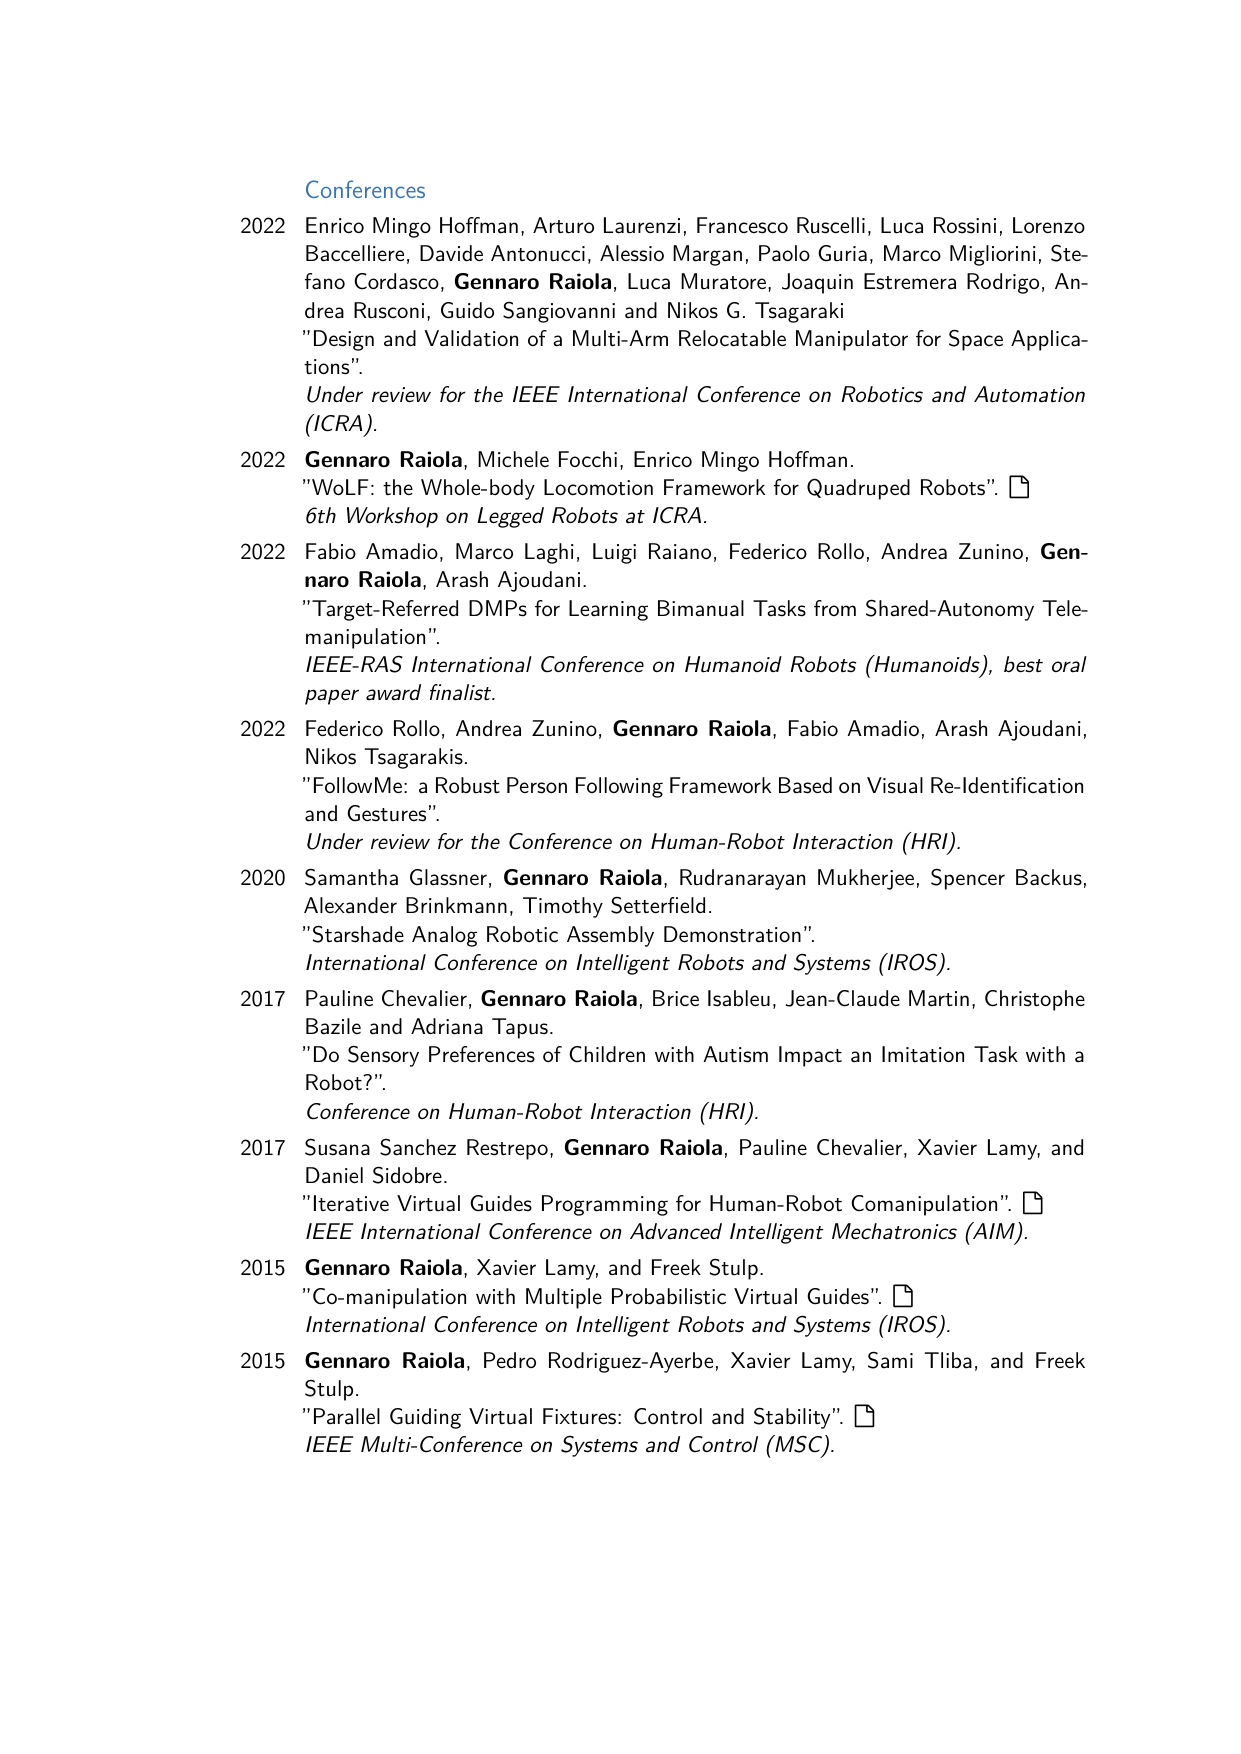 Conferences
2022 Enrico Mingo Hoffman, Arturo Laurenzi, Francesco Ruscelli, Luca Rossini, Lorenzo
Baccelliere, Davide Antonucci, Alessio Margan, Paolo Guria, Marco Migliorini, Ste-
fano Cordasco, Gennaro Raiola, Luca Muratore, Joaquin Estremera Rodrigo, An-
drea Rusconi, Guido Sangiovanni and Nikos G. Tsagaraki
”Design and Validation of a Multi-Arm Relocatable Manipulator for Space Applica-
tions”.
Under review for the IEEE International Conference on Robotics and Automation
(ICRA).
2022 Gennaro Raiola, Michele Focchi, Enrico Mingo Hoffman.
”WoLF: the Whole-body Locomotion Framework for Quadruped Robots”.
6th Workshop on Legged Robots at ICRA.
2022 Fabio Amadio, Marco Laghi, Luigi Raiano, Federico Rollo, Andrea Zunino, Gen-
naro Raiola, Arash Ajoudani.
”Target-Referred DMPs for Learning Bimanual Tasks from Shared-Autonomy Tele-
manipulation”.
IEEE-RAS International Conference on Humanoid Robots (Humanoids), best oral
paper award finalist.
2022 Federico Rollo, Andrea Zunino, Gennaro Raiola, Fabio Amadio, Arash Ajoudani,
Nikos Tsagarakis.
”FollowMe: a Robust Person Following Framework Based on Visual Re-Identification
and Gestures”.
Under review for the Conference on Human-Robot Interaction (HRI).
2020 Samantha Glassner, Gennaro Raiola, Rudranarayan Mukherjee, Spencer Backus,
Alexander Brinkmann, Timothy Setterfield.
”Starshade Analog Robotic Assembly Demonstration”.
International Conference on Intelligent Robots and Systems (IROS).
2017 Pauline Chevalier, Gennaro Raiola, Brice Isableu, Jean-Claude Martin, Christophe
Bazile and Adriana Tapus.
”Do Sensory Preferences of Children with Autism Impact an Imitation Task with a
Robot?”.
Conference on Human-Robot Interaction (HRI).
2017 Susana Sanchez Restrepo, Gennaro Raiola, Pauline Chevalier, Xavier Lamy, and
Daniel Sidobre.
”Iterative Virtual Guides Programming for Human-Robot Comanipulation”.
IEEE International Conference on Advanced Intelligent Mechatronics (AIM).
2015 Gennaro Raiola, Xavier Lamy, and Freek Stulp.
”Co-manipulation with Multiple Probabilistic Virtual Guides”.
International Conference on Intelligent Robots and Systems (IROS).
2015 Gennaro Raiola, Pedro Rodriguez-Ayerbe, Xavier Lamy, Sami Tliba, and Freek
Stulp.
”Parallel Guiding Virtual Fixtures: Control and Stability”.
IEEE Multi-Conference on Systems and Control (MSC).